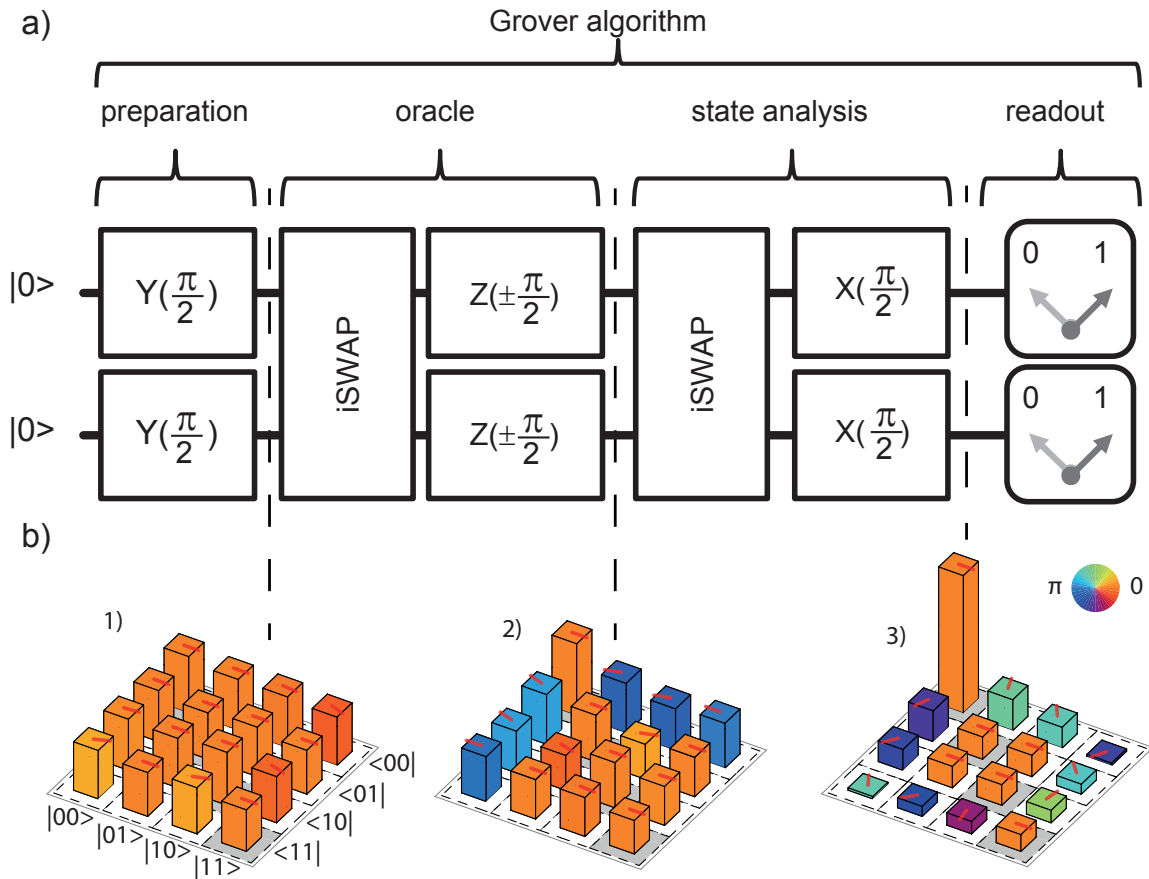 a)
Grover algorithm
preparation oracle state analysis readout
|0> Y(π/2) iSWAP Z(±π/2) iSWAP X(π/2) 0 1
|0> Y(π/2) Z(±π/2) X(π/2) 0 1
b)
1) 2) 3) π 0
|00> |01> |10> |11>
<00| <01| <10| <11|